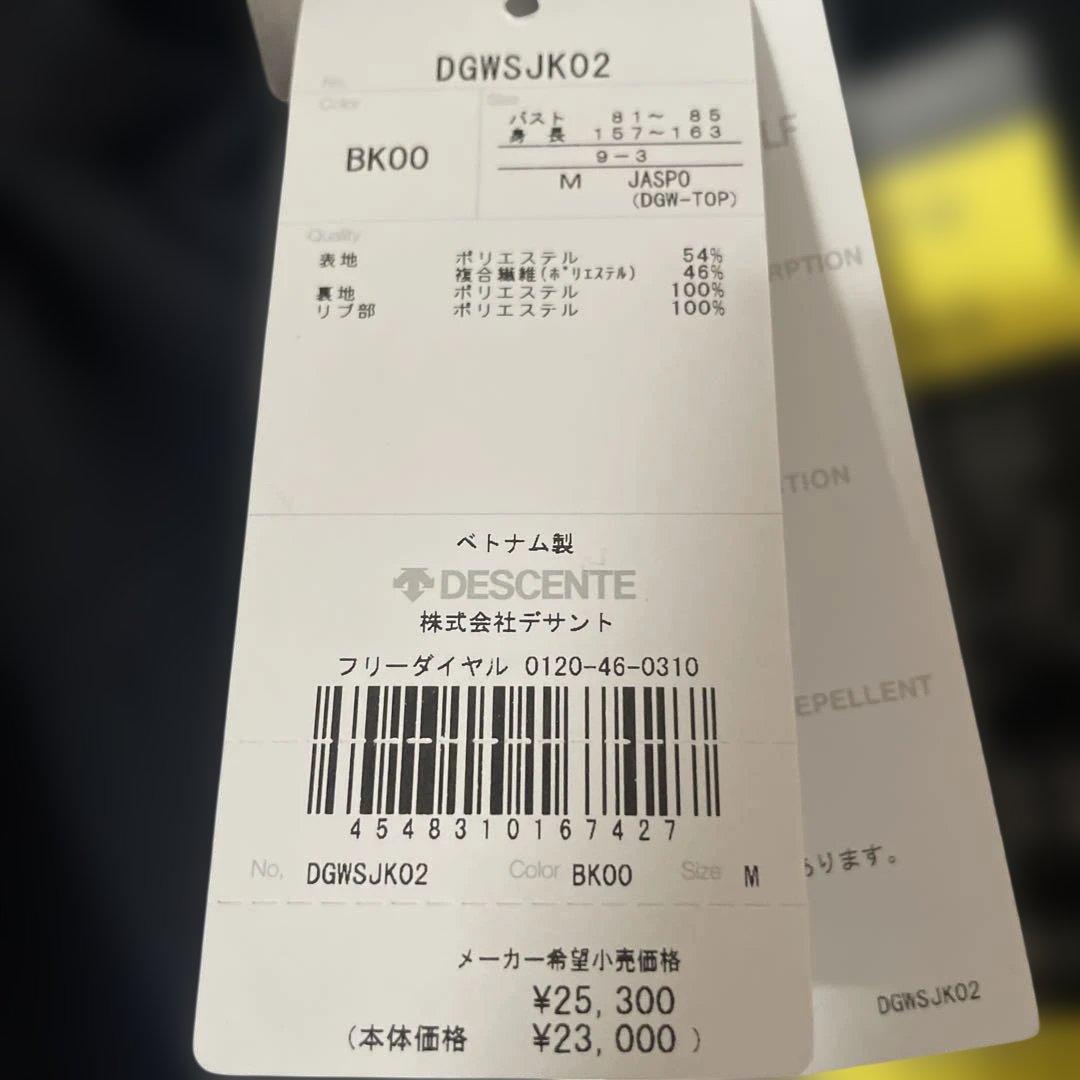 DGWSJK02
No.
Color
BK00
Size
バスト 81～ 85
身長 157～163
9-3
M JASPO
(DGW-TOP)
Quality
表地 ポリエステル 54%
複合繊維(ﾎﾟﾘｴｽﾃﾙ) 46%
裏地 ポリエステル 100%
リブ部 ポリエステル 100%
ベトナム製
DESCENTE
株式会社デサント
フリーダイヤル 0120-46-0310
4548310167427
No. DGWSJK02 Color BK00 Size M
メーカー希望小売価格
¥25,300
(本体価格 ¥23,000)
ります。
DGWSJK02